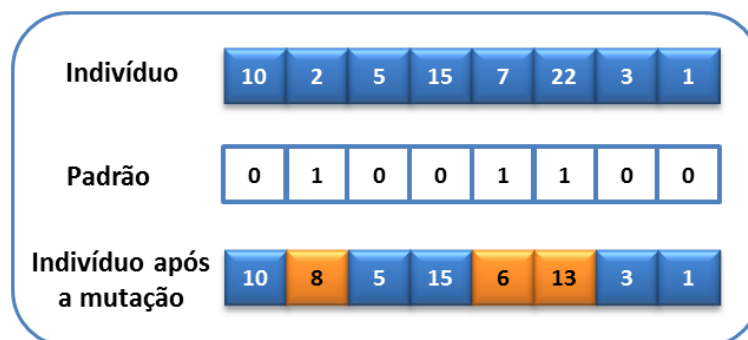 Indivíduo 10 2 5 15 7 22 3 1
Padrão 0 1 0 0 1 1 0 0
Indivíduo após
a mutação 10 8 5 15 6 13 3 1